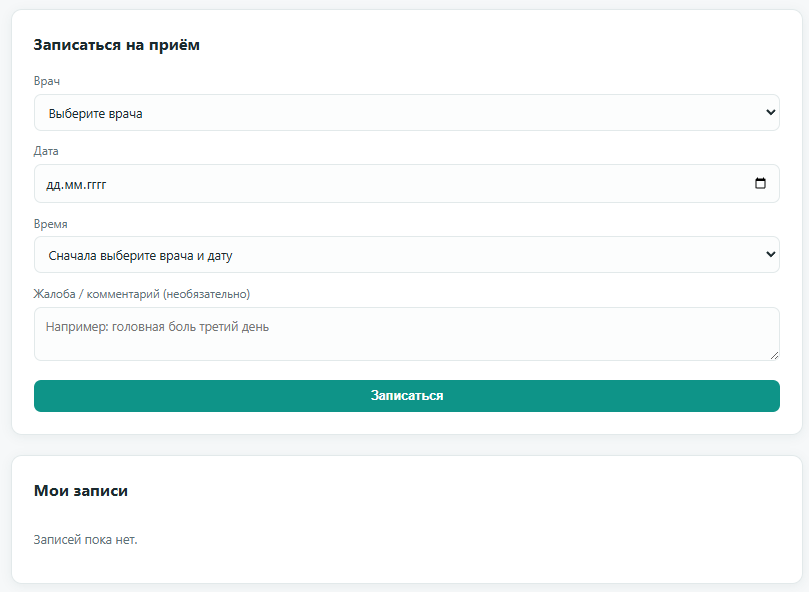 Записаться на приём
Врач
Выберите врача
Дата
дд.мм.гггг
Время
Сначала выберите врача и дату
Жалоба / комментарий (необязательно)
Например: головная боль третий день
Записаться
Мои записи
Записей пока нет.